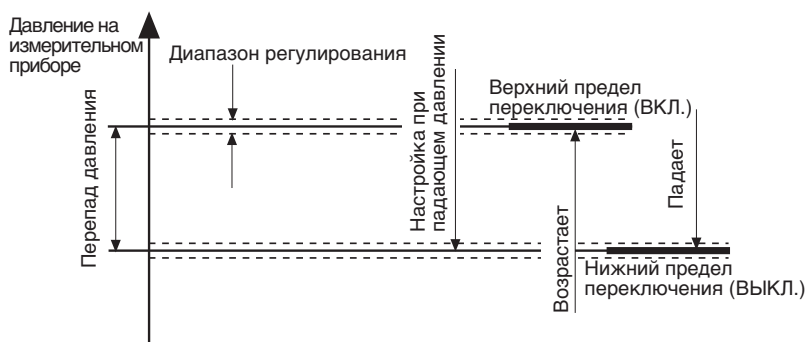 Давление на
измерительном
приборе
Диапазон регулирования
Верхний предел
переключения (ВКЛ.)
Перепад давления
Настройка при
падающем давлении
Возрастает
Падает
Нижний предел
переключения (ВЫКЛ.)